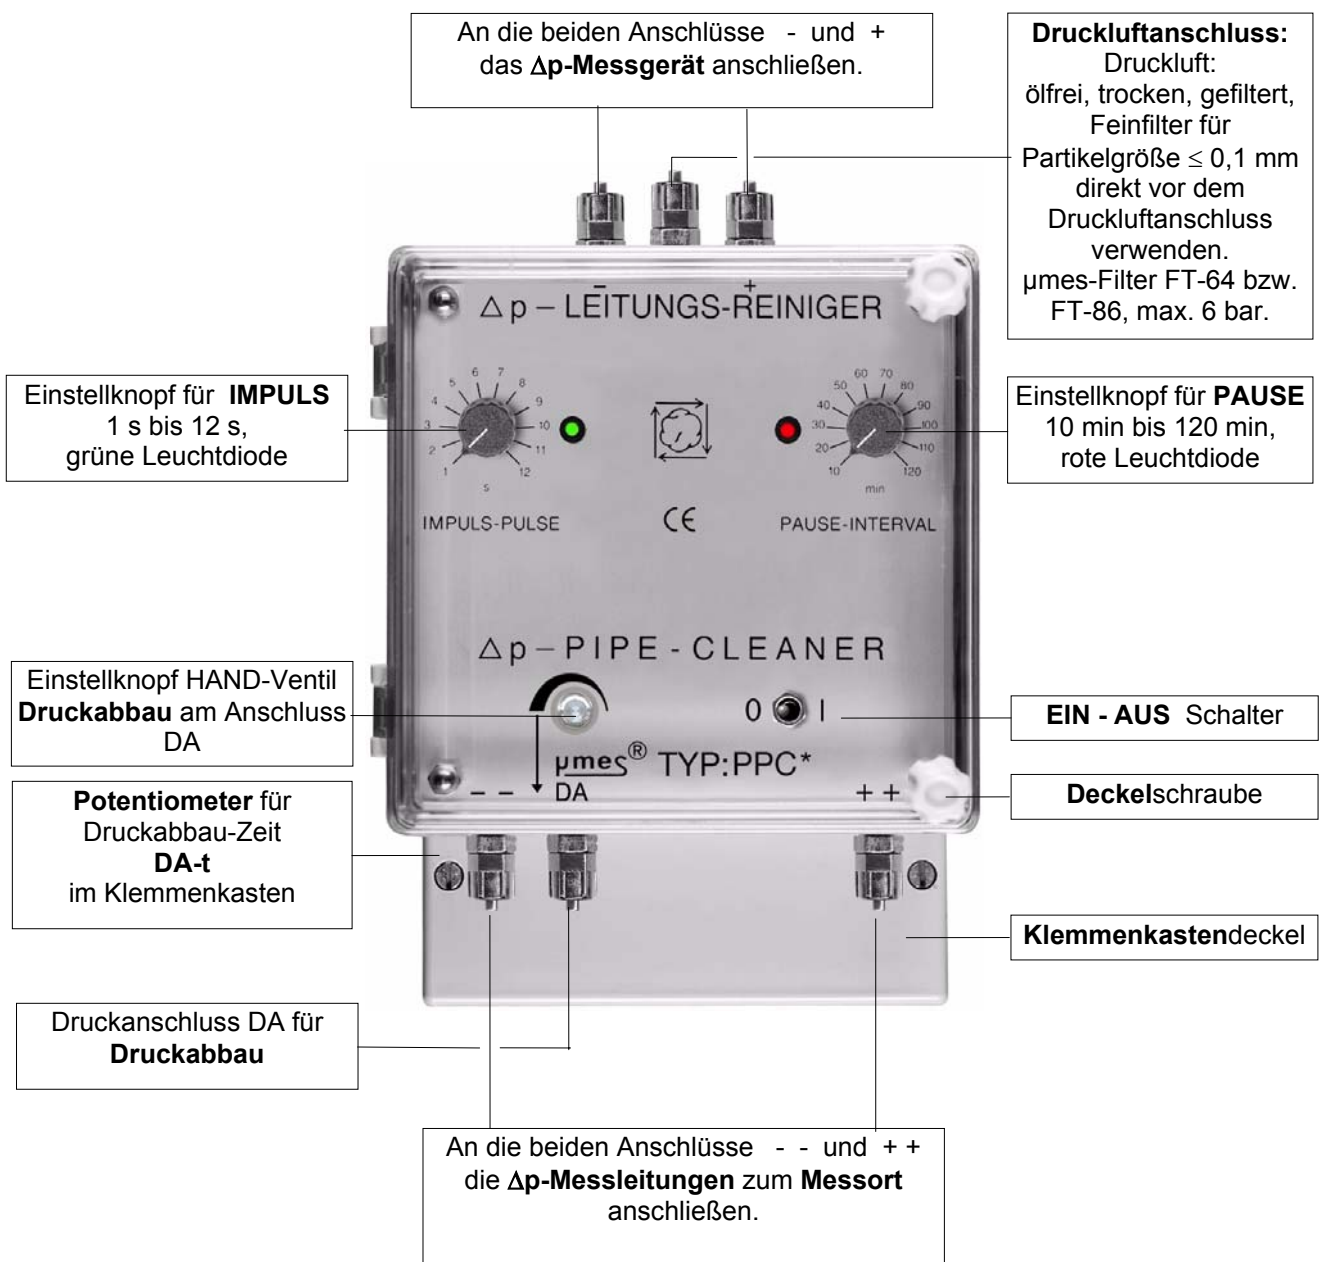 An die beiden Anschlüsse - und +
das Δp-Messgerät anschließen.
Druckluftanschluss:
Druckluft:
ölfrei, trocken, gefiltert,
Feinfilter für
Partikelgröße ≤ 0,1 mm
direkt vor dem
Druckluftanschluss
verwenden.
µmes-Filter FT-64 bzw.
FT-86, max. 6 bar.
- +
Δp – LEITUNGS-REINIGER
Einstellknopf für IMPULS
1 s bis 12 s,
grüne Leuchtdiode
1 2 3 4 5 6 7 8 9 10 11 12
s
IMPULS-PULSE
CE
10 20 30 40 50 60 70 80 90 100 110 120
min
PAUSE-INTERVAL
Einstellknopf für PAUSE
10 min bis 120 min,
rote Leuchtdiode
Δp – PIPE - CLEANER
Einstellknopf HAND-Ventil
Druckabbau am Anschluss
DA
0 I
EIN - AUS Schalter
µmes® TYP:PPC*
- - DA + +
Deckelschraube
Potentiometer für
Druckabbau-Zeit
DA-t
im Klemmenkasten
Klemmenkastendeckel
Druckanschluss DA für
Druckabbau
An die beiden Anschlüsse - - und + +
die Δp-Messleitungen zum Messort
anschließen.